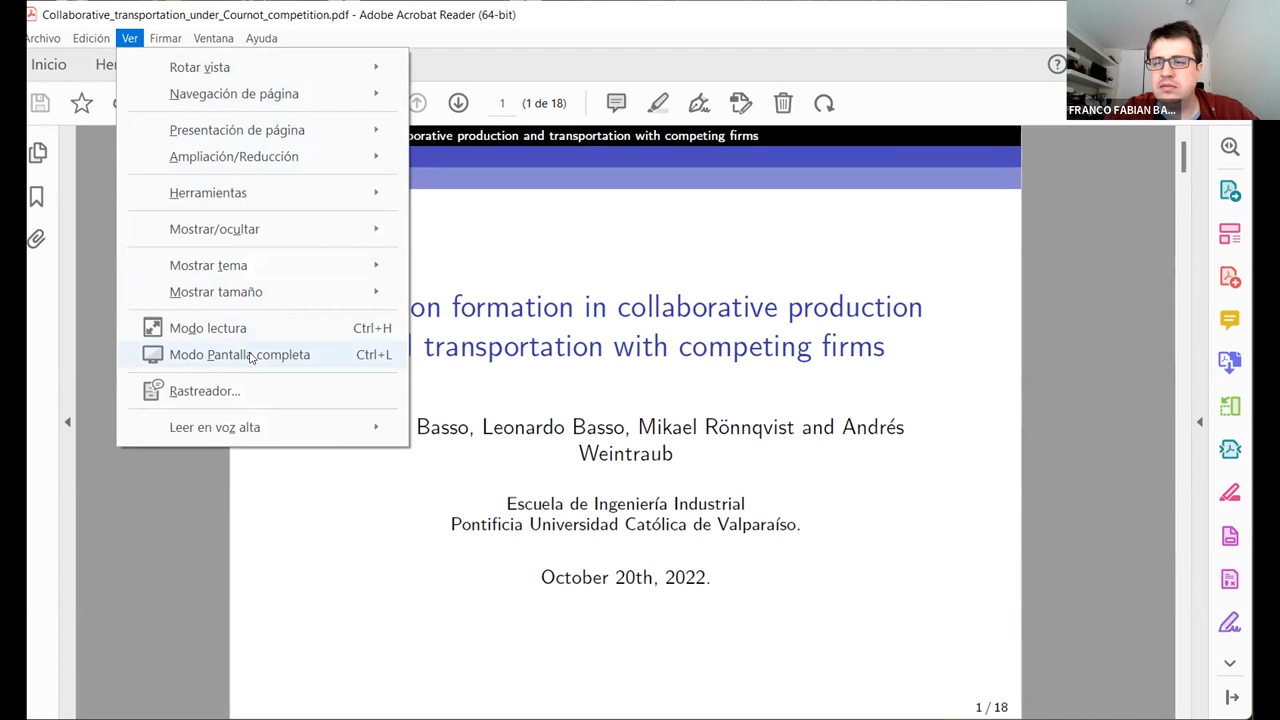 Collaborative_transportation_under_Cournot_competition.pdf - Adobe Acrobat Reader (64-bit)
Archivo Edición Ver Firmar Ventana Ayuda
Inicio
Rotar vista
Navegación de página
Presentación de página
Ampliación/Reducción
Herramientas
Mostrar/ocultar
Mostrar tema
Mostrar tamaño
Modo lectura Ctrl+H
Modo Pantalla completa Ctrl+L
Rastreador...
Leer en voz alta
1 (1 de 18)
FRANCO FABIAN BA...
orative production and transportation with competing firms
on formation in collaborative production
transportation with competing firms
Basso, Leonardo Basso, Mikael Rönnqvist and Andrés
Weintraub
Escuela de Ingeniería Industrial
Pontificia Universidad Católica de Valparaíso.
October 20th, 2022.
1 / 18